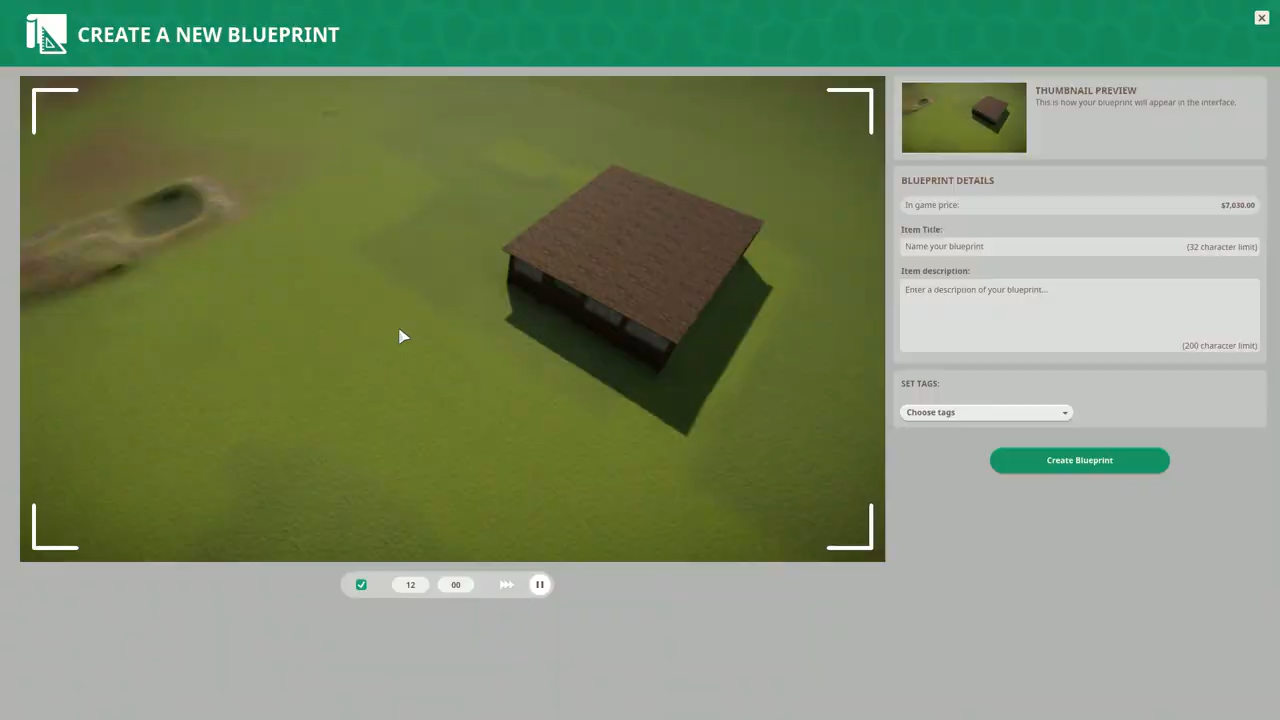 CREATE A NEW BLUEPRINT
THUMBNAIL PREVIEW
This is how your blueprint will appear in the interface.
BLUEPRINT DETAILS
In game price: $7,030.00
Item Title:
Name your blueprint (32 character limit)
Item description:
Enter a description of your blueprint...
(200 character limit)
SET TAGS:
Choose tags
Create Blueprint
12 00